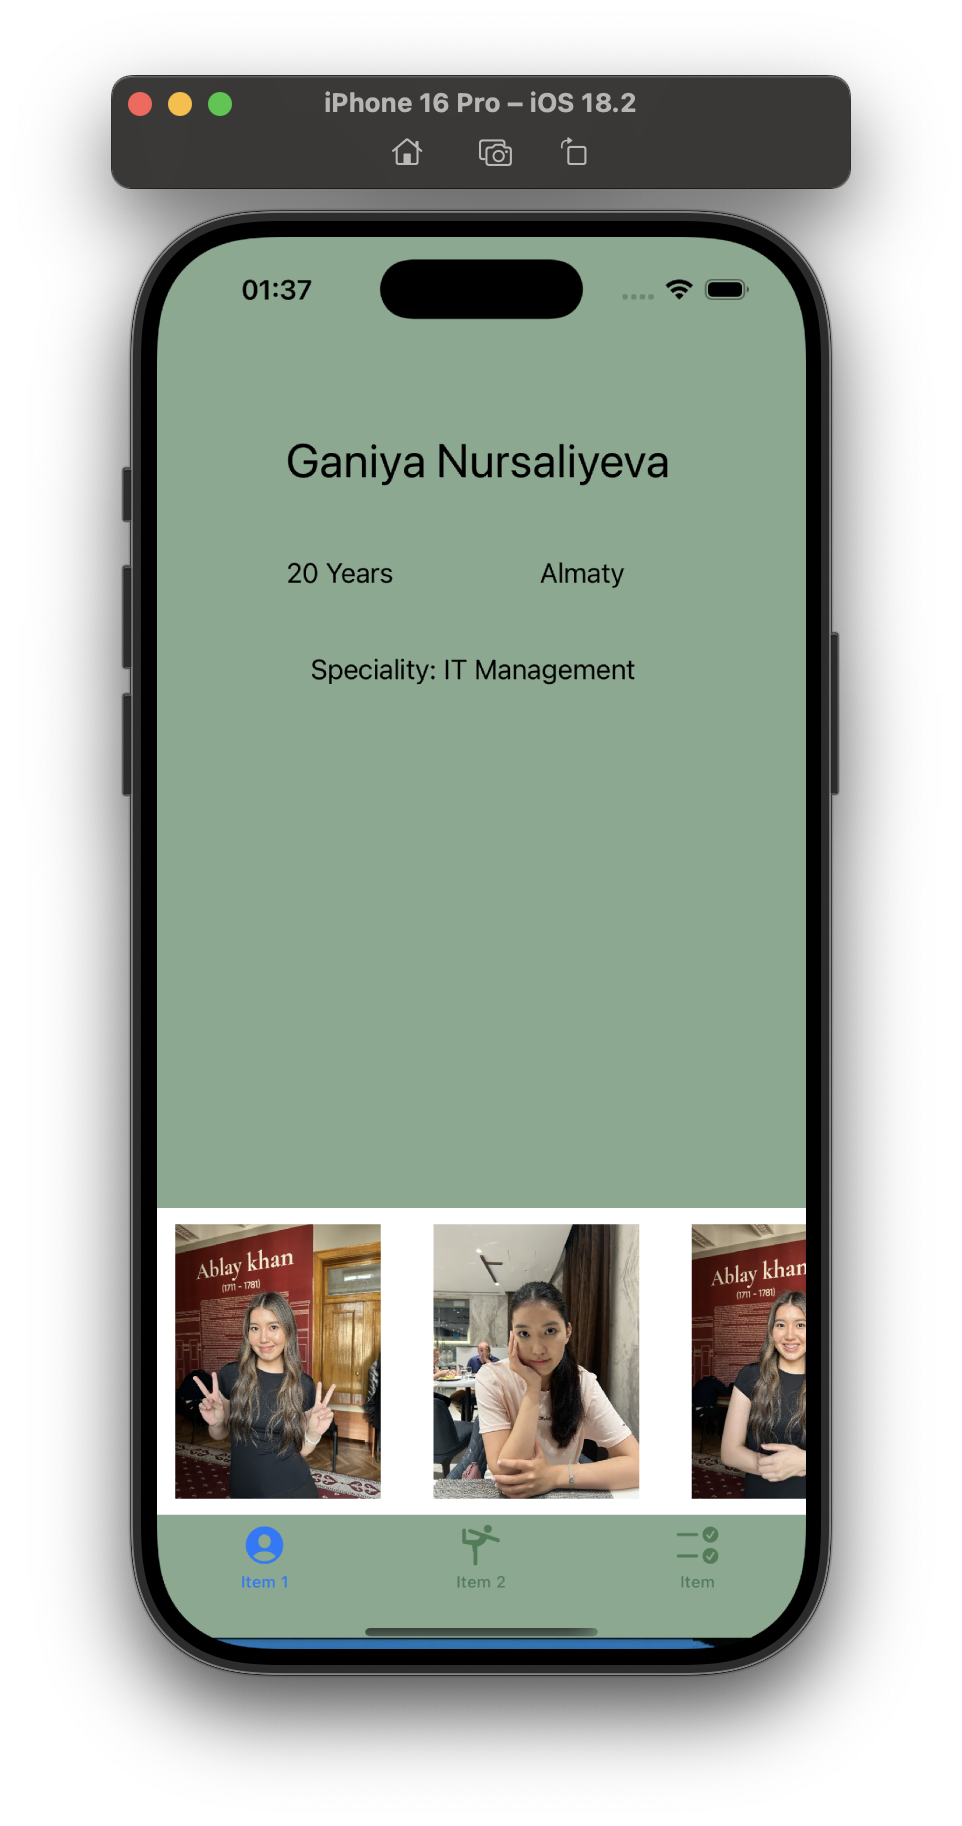 iPhone 16 Pro – iOS 18.2
01:37
Ganiya Nursaliyeva
20 Years Almaty
Speciality: IT Management
Ablay khan
(1711 - 1781)
Ablay khan
(1711 - 1781)
Item 1 Item 2 Item